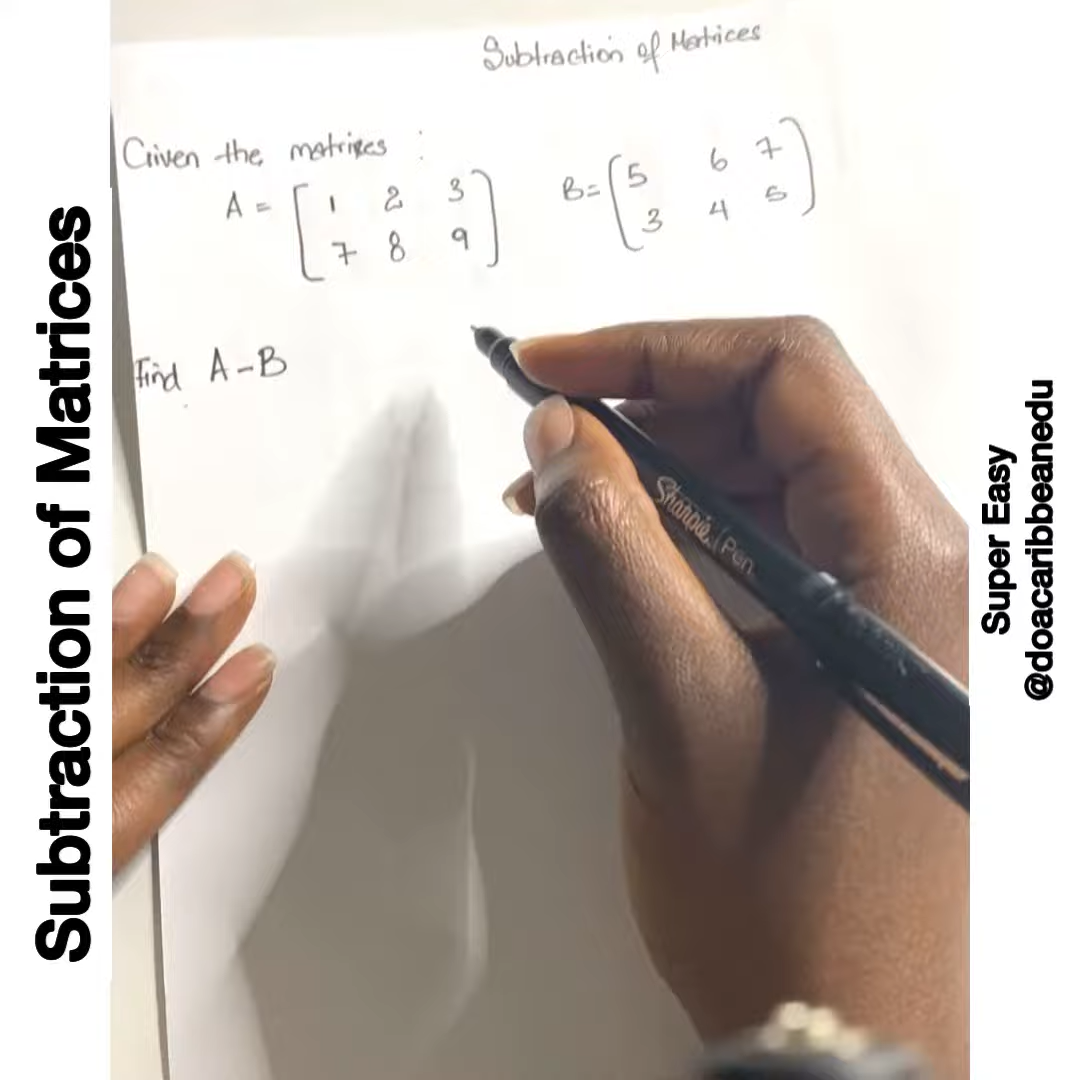 Subtraction of Matrices
Subtraction of Matrices
Given the matrixes :
A = [ 1 2 3 B = ( 5 6 7 )
7 8 9 ] 3 4 5
Find A - B
Sharpie / Pen
Super Easy
@doacaribbeanedu